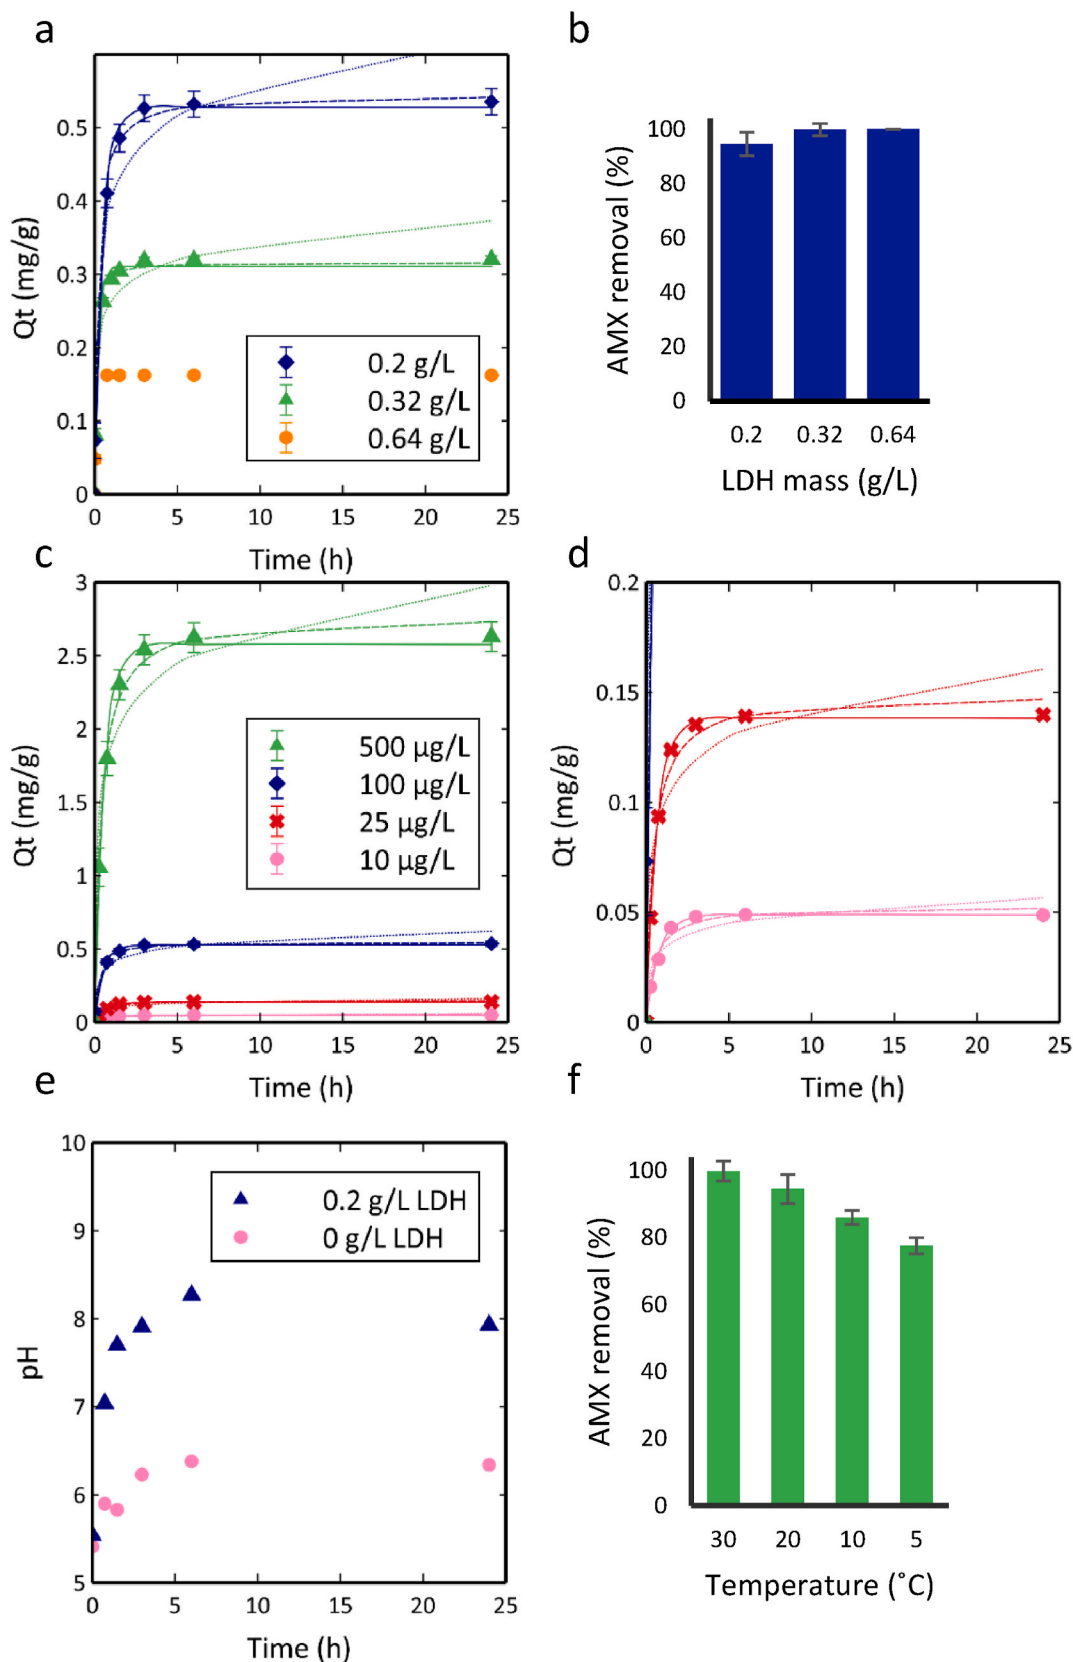 a
Qt (mg/g)
0.5
0.4
0.3
0.2
0.1
0
0.2 g/L
0.32 g/L
0.64 g/L
0 5 10 15 20 25
Time (h)
b
AMX removal (%)
100
80
60
40
20
0
0.2 0.32 0.64
LDH mass (g/L)
c
Qt (mg/g)
3
2.5
2
1.5
1
0.5
0
500 µg/L
100 µg/L
25 µg/L
10 µg/L
0 5 10 15 20 25
Time (h)
d
Qt (mg/g)
0.2
0.15
0.1
0.05
0
0 5 10 15 20 25
Time (h)
e
pH
10
9
8
7
6
5
0.2 g/L LDH
0 g/L LDH
0 5 10 15 20 25
Time (h)
f
AMX removal (%)
100
80
60
40
20
0
30 20 10 5
Temperature (˚C)